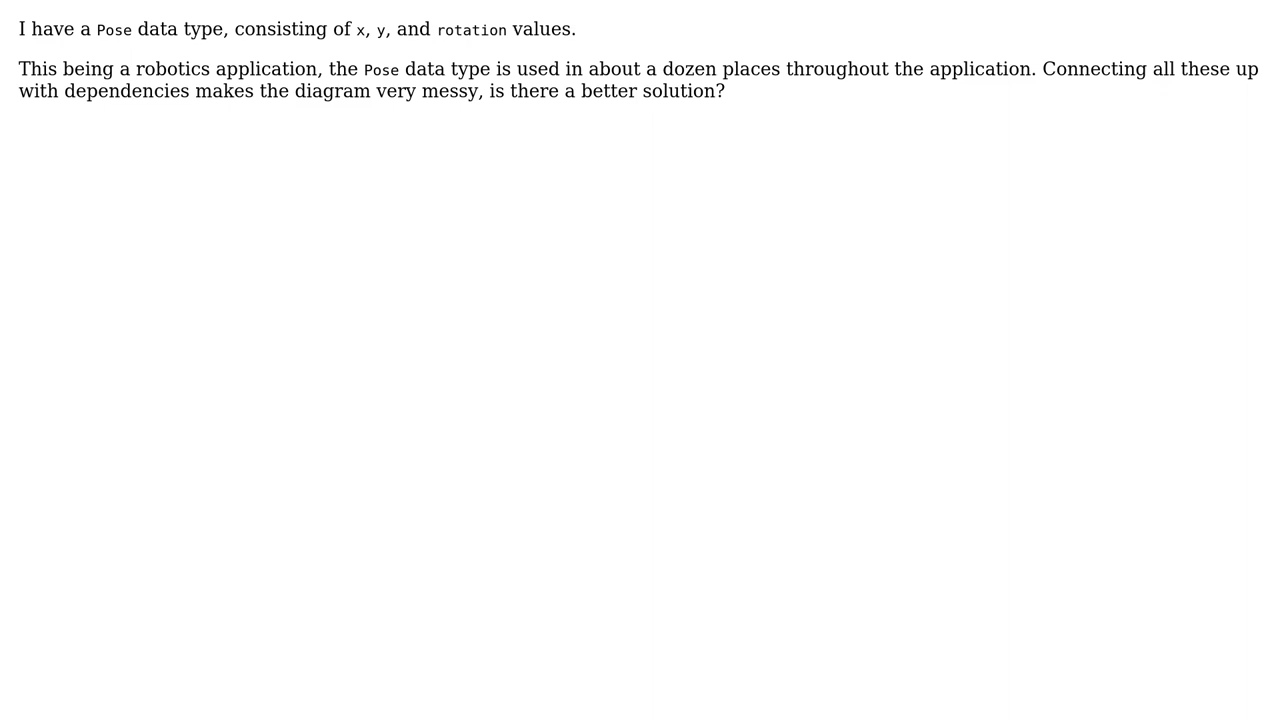 I have a Pose data type, consisting of x, y, and rotation values.
This being a robotics application, the Pose data type is used in about a dozen places throughout the application. Connecting all these up
with dependencies makes the diagram very messy, is there a better solution?